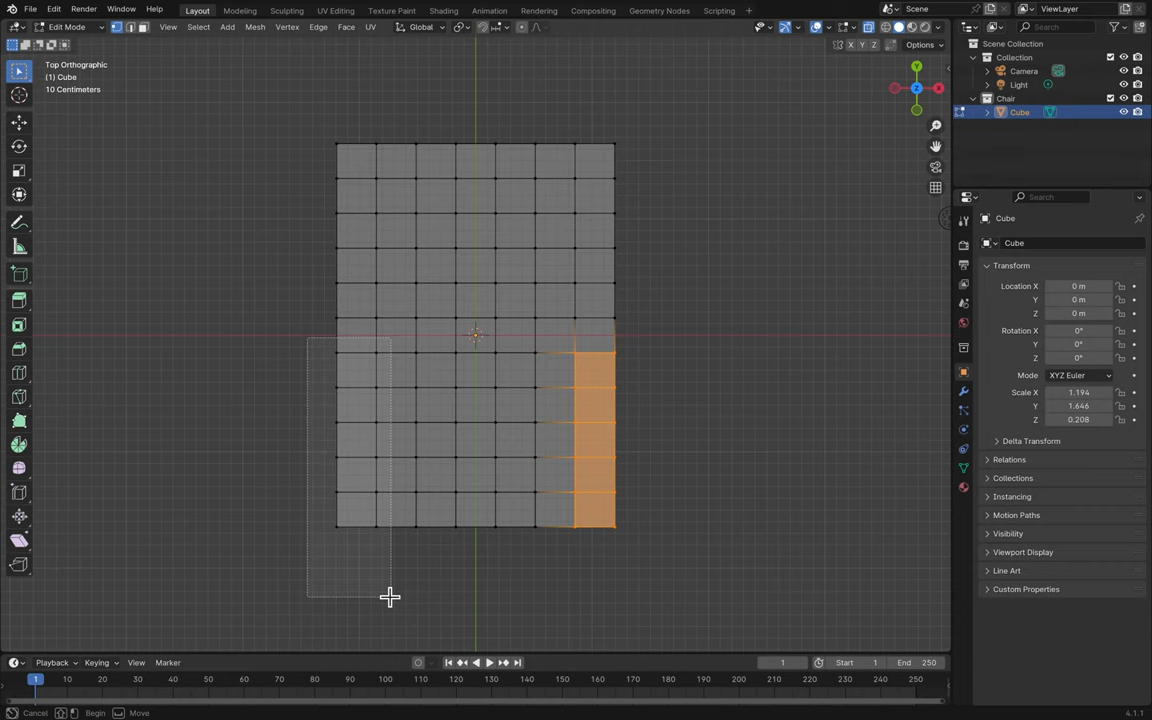 File Edit Render Window Help Layout Modeling Sculpting UV Editing Texture Paint Shading Animation Rendering Compositing Geometry Nodes Scripting Scene ViewLayer
Edit Mode View Select Add Mesh Vertex Edge Face UV Global Search
X Y Z Options
Top Orthographic
(1) Cube
10 Centimeters
Y
Z
X
Scene Collection
Collection
Camera
Light
Chair
Cube
Search
Cube
Cube
Transform
Location X 0 m
Y 0 m
Z 0 m
Rotation X 0°
Y 0°
Z 0°
Mode XYZ Euler
Scale X 1.194
Y 1.646
Z 0.208
Delta Transform
Relations
Collections
Instancing
Motion Paths
Visibility
Viewport Display
Line Art
Custom Properties
Playback Keying View Marker 1 Start 1 End 250
1 10 20 30 40 50 60 70 80 90 100 110 120 130 140 150 160 170 180 190 200 210 220 230 240 250
Cancel Begin Move 4.1.1